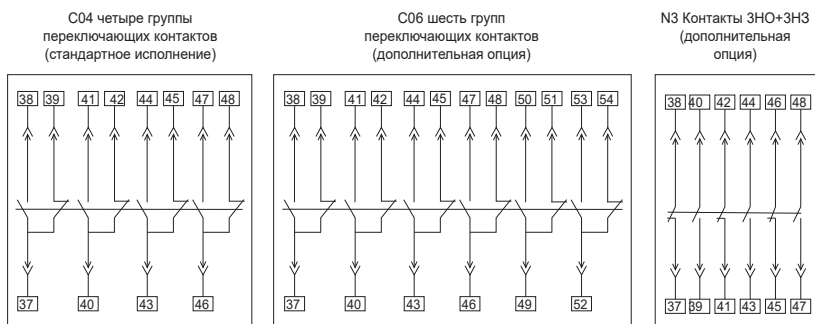 C04 четыре группы
переключающих контактов
(стандартное исполнение)
C06 шесть групп
переключающих контактов
(дополнительная опция)
N3 Контакты 3НО+3НЗ
(дополнительная
опция)
38 39 41 42 44 45 47 48
37 40 43 46
38 39 41 42 44 45 47 48 50 51 53 54
37 40 43 46 49 52
38 40 42 44 46 48
37 39 41 43 45 47